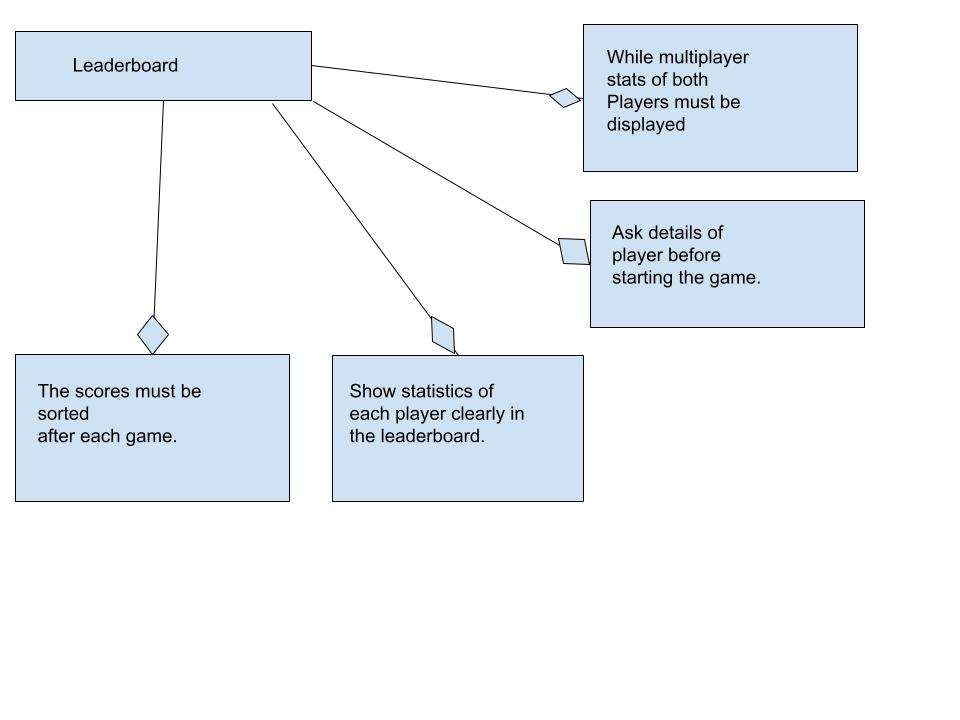 Leaderboard
While multiplayer
stats of both
Players must be
displayed
Ask details of
player before
starting the game.
The scores must be
sorted
after each game.
Show statistics of
each player clearly in
the leaderboard.